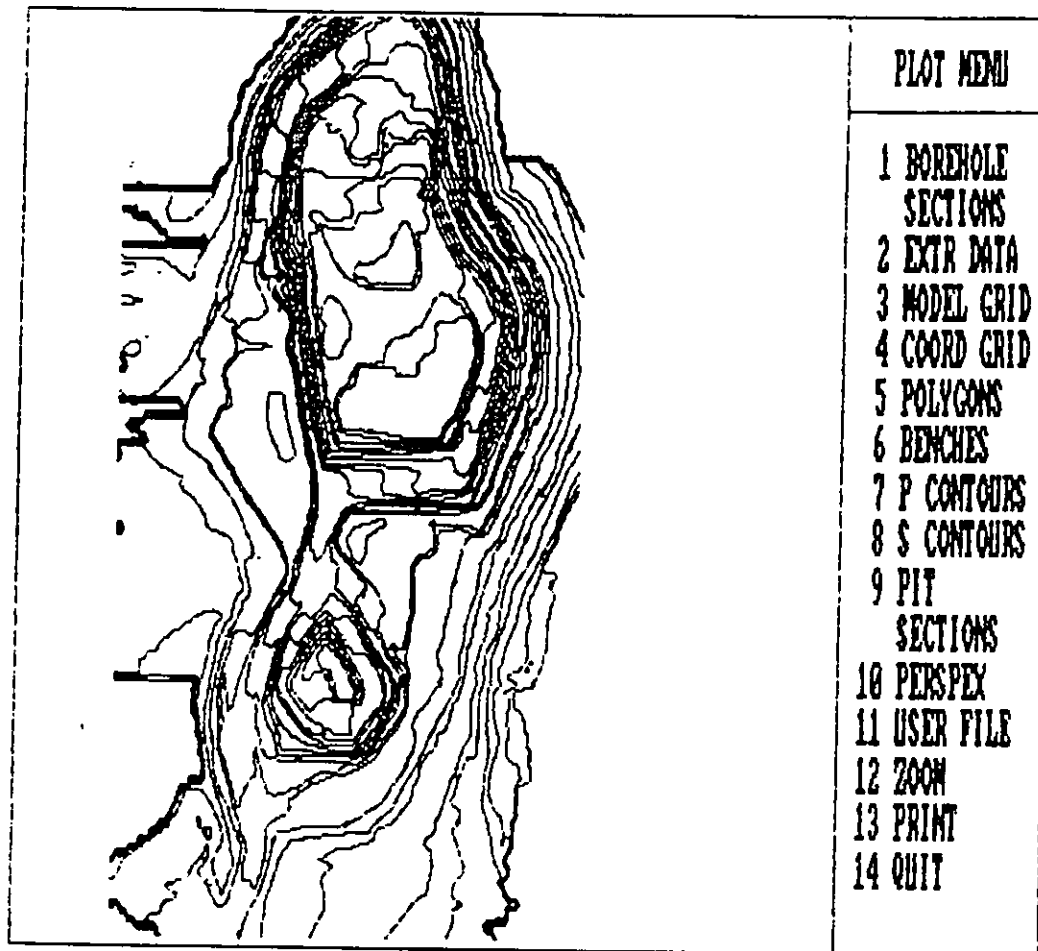 PLOT MENU
1 BOREHOLE
SECTIONS
2 EXTR DATA
3 MODEL GRID
4 COORD GRID
5 POLYGONS
6 BENCHES
7 P CONTOURS
8 S CONTOURS
9 PIT
SECTIONS
10 PERSPEX
11 USER FILE
12 ZOOM
13 PRINT
14 QUIT